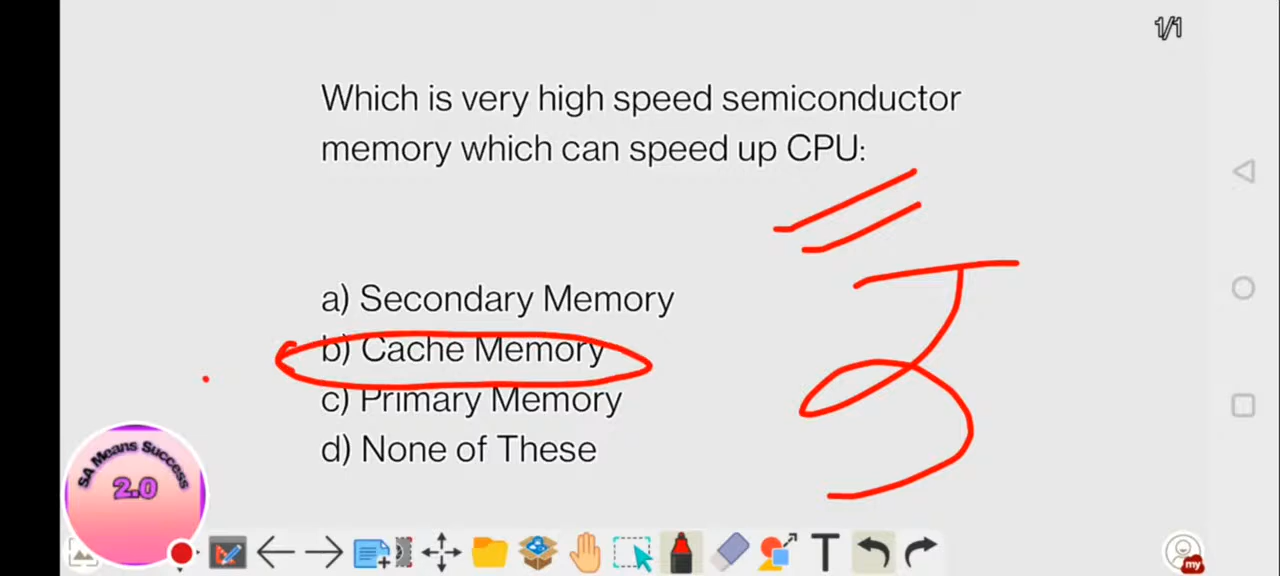 1/1
Which is very high speed semiconductor
memory which can speed up CPU:
a) Secondary Memory
b) Cache Memory
c) Primary Memory
d) None of These
SA Means Success
2.0
T
my